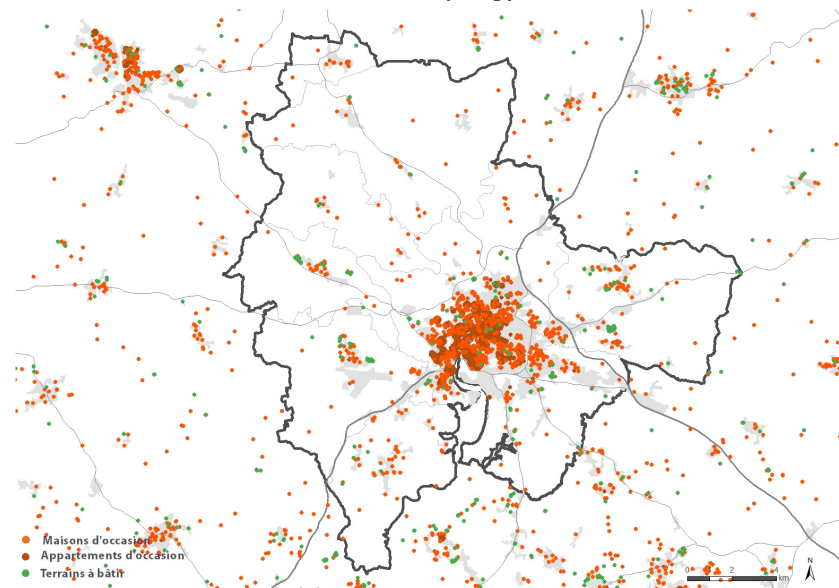 Maisons d'occasion
Appartements d'occasion
Terrains à bâtir
0 2 4
km
N